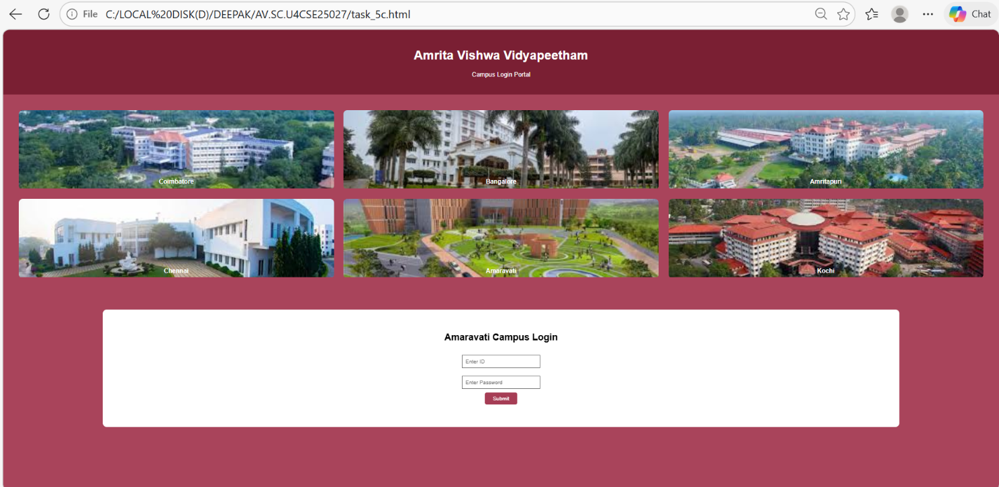 File C:/LOCAL%20DISK(D)/DEEPAK/AV.SC.U4CSE25027/task_5c.html
Chat
Amrita Vishwa Vidyapeetham
Campus Login Portal
Coimbatore
Bangalore
Amritapuri
Chennai
Amaravati
Kochi
Amaravati Campus Login
Enter ID
Enter Password
Submit